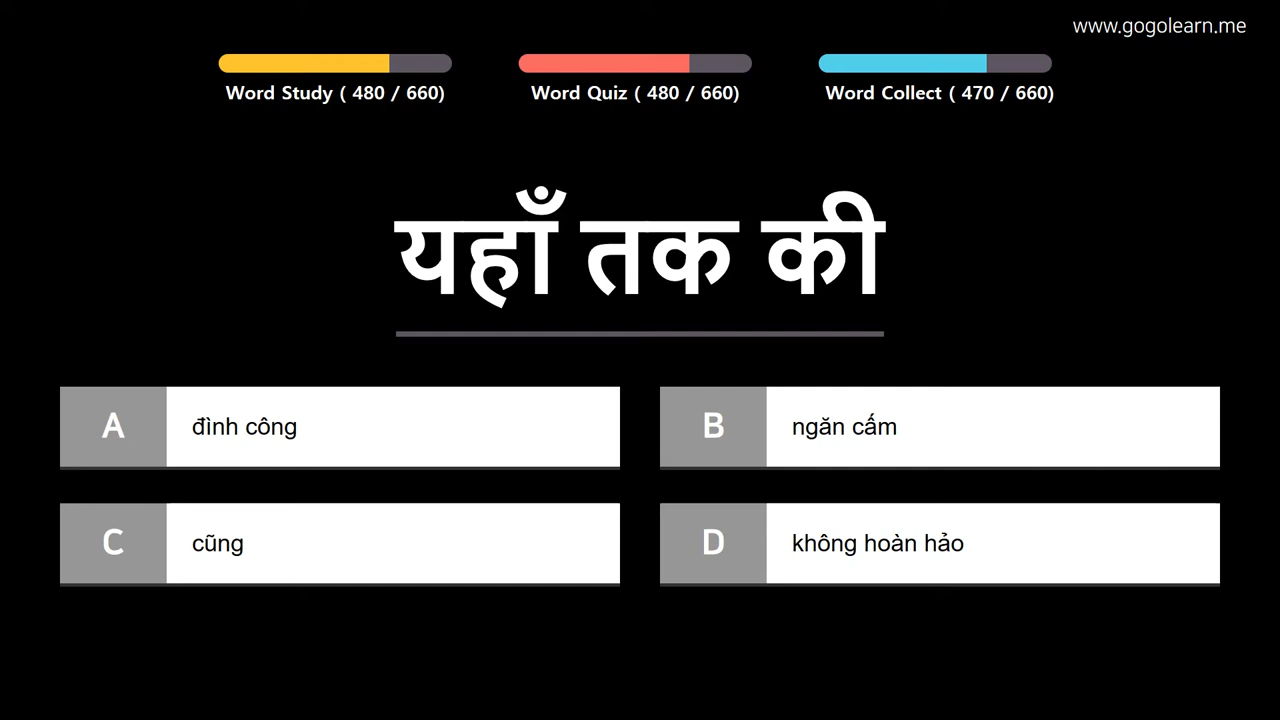 www.gogolearn.me
Word Study ( 480 / 660)
Word Quiz ( 480 / 660)
Word Collect ( 470 / 660)
यहाँ तक की
A đình công
B ngăn cấm
C cũng
D không hoàn hảo